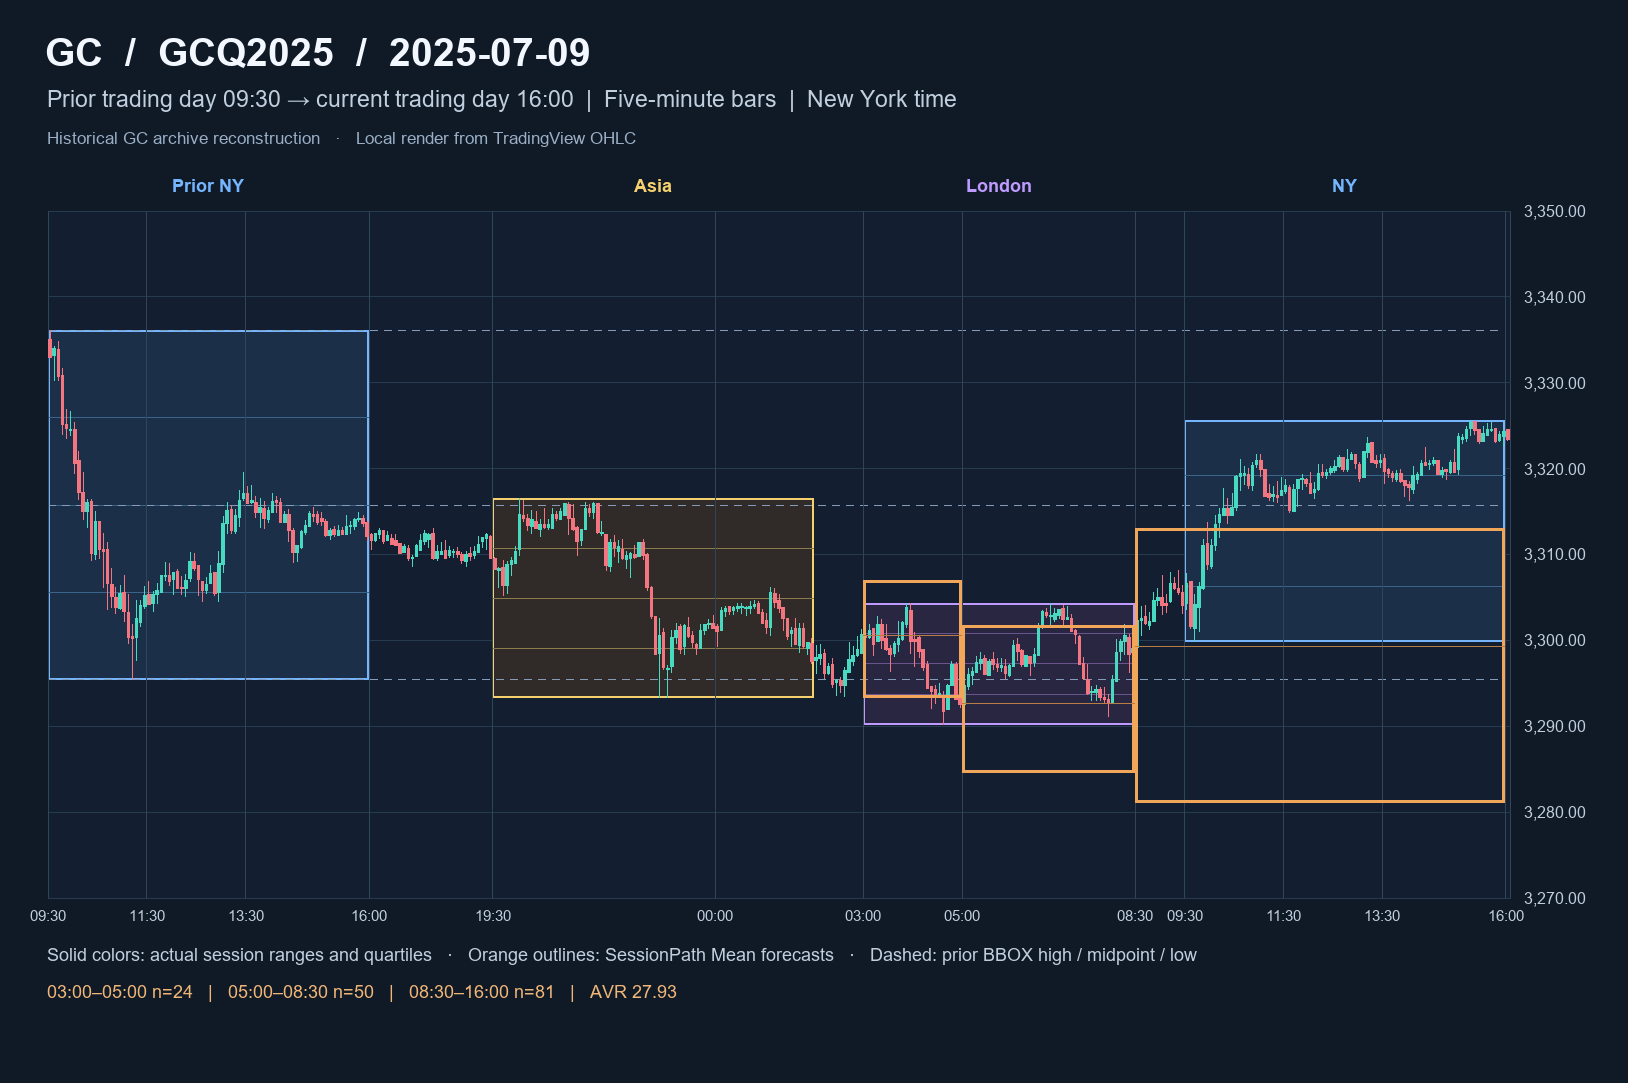 GC / GCQ2025 / 2025-07-09
Prior trading day 09:30 → current trading day 16:00 | Five-minute bars | New York time
Historical GC archive reconstruction · Local render from TradingView OHLC
Prior NY Asia London NY
3,350.00
3,340.00
3,330.00
3,320.00
3,310.00
3,300.00
3,290.00
3,280.00
3,270.00
09:30 11:30 13:30 16:00 19:30 00:00 03:00 05:00 08:30 09:30 11:30 13:30 16:00
Solid colors: actual session ranges and quartiles · Orange outlines: SessionPath Mean forecasts · Dashed: prior BBOX high / midpoint / low
03:00–05:00 n=24 | 05:00–08:30 n=50 | 08:30–16:00 n=81 | AVR 27.93